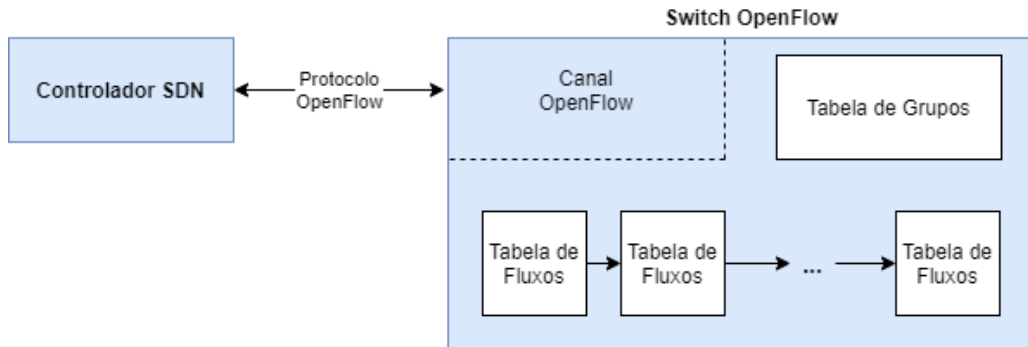 Switch OpenFlow
Controlador SDN
Protocolo
OpenFlow
Canal
OpenFlow
Tabela de Grupos
Tabela de
Fluxos
Tabela de
Fluxos
...
Tabela de
Fluxos